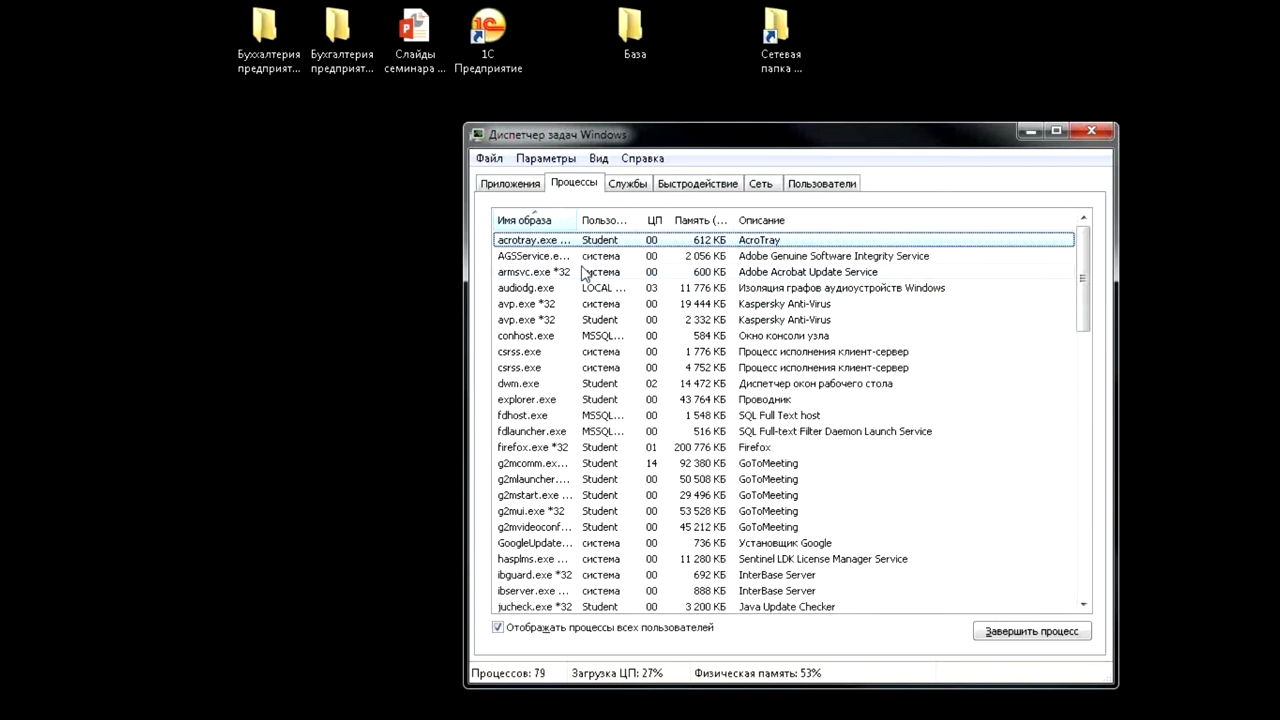 Бухгалтерия предприят...
Бухгалтерия предприят...
Слайды семинара ...
1С Предприятие
База
Сетевая папка ...
Диспетчер задач Windows
Файл Параметры Вид Справка
Приложения Процессы Службы Быстродействие Сеть Пользователи
Имя образа Пользо... ЦП Память (... Описание
acrotray.exe ... Student 00 612 КБ AcroTray
AGSService.e... система 00 2 056 КБ Adobe Genuine Software Integrity Service
armsvc.exe *32 система 00 600 КБ Adobe Acrobat Update Service
audiodg.exe LOCAL ... 03 11 776 КБ Изоляция графов аудиоустройств Windows
avp.exe *32 система 00 19 444 КБ Kaspersky Anti-Virus
avp.exe *32 Student 00 2 332 КБ Kaspersky Anti-Virus
conhost.exe MSSQL... 00 584 КБ Окно консоли узла
csrss.exe система 00 1 776 КБ Процесс исполнения клиент-сервер
csrss.exe система 00 4 752 КБ Процесс исполнения клиент-сервер
dwm.exe Student 02 14 472 КБ Диспетчер окон рабочего стола
explorer.exe Student 00 43 764 КБ Проводник
fdhost.exe MSSQL... 00 1 548 КБ SQL Full Text host
fdlauncher.exe MSSQL... 00 516 КБ SQL Full-text Filter Daemon Launch Service
firefox.exe *32 Student 01 200 776 КБ Firefox
g2mcomm.ex... Student 14 92 380 КБ GoToMeeting
g2mlauncher.... Student 00 50 508 КБ GoToMeeting
g2mstart.exe ... Student 00 29 496 КБ GoToMeeting
g2mui.exe *32 Student 00 53 528 КБ GoToMeeting
g2mvideoconf... Student 00 45 212 КБ GoToMeeting
GoogleUpdate... система 00 736 КБ Установщик Google
hasplms.exe ... система 00 11 280 КБ Sentinel LDK License Manager Service
ibguard.exe *32 система 00 692 КБ InterBase Server
ibserver.exe ... система 00 888 КБ InterBase Server
jucheck.exe *32 Student 00 3 200 КБ Java Update Checker
Отображать процессы всех пользователей
Завершить процесс
Процессов: 79 Загрузка ЦП: 27% Физическая память: 53%